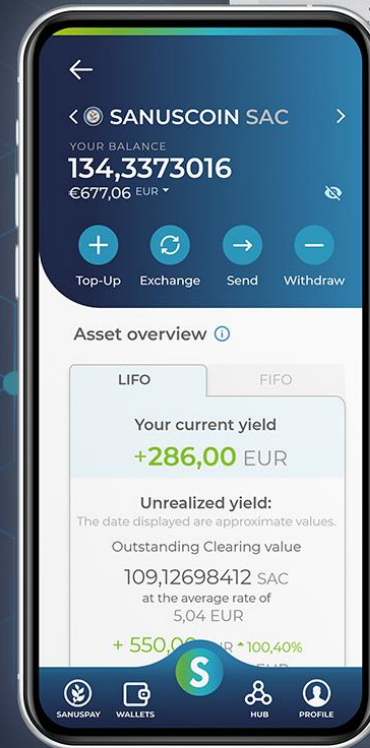 SANUSCOIN SAC
YOUR BALANCE
134,3373016
€677,06 EUR
Top-Up Exchange Send Withdraw
Asset overview
LIFO FIFO
Your current yield
+286,00 EUR
Unrealized yield:
The date displayed are approximate values.
Outstanding Clearing value
109,12698412 SAC
at the average rate of
5,04 EUR
+ 550,00 100,40%
S
SANUSPAY WALLETS HUB PROFILE